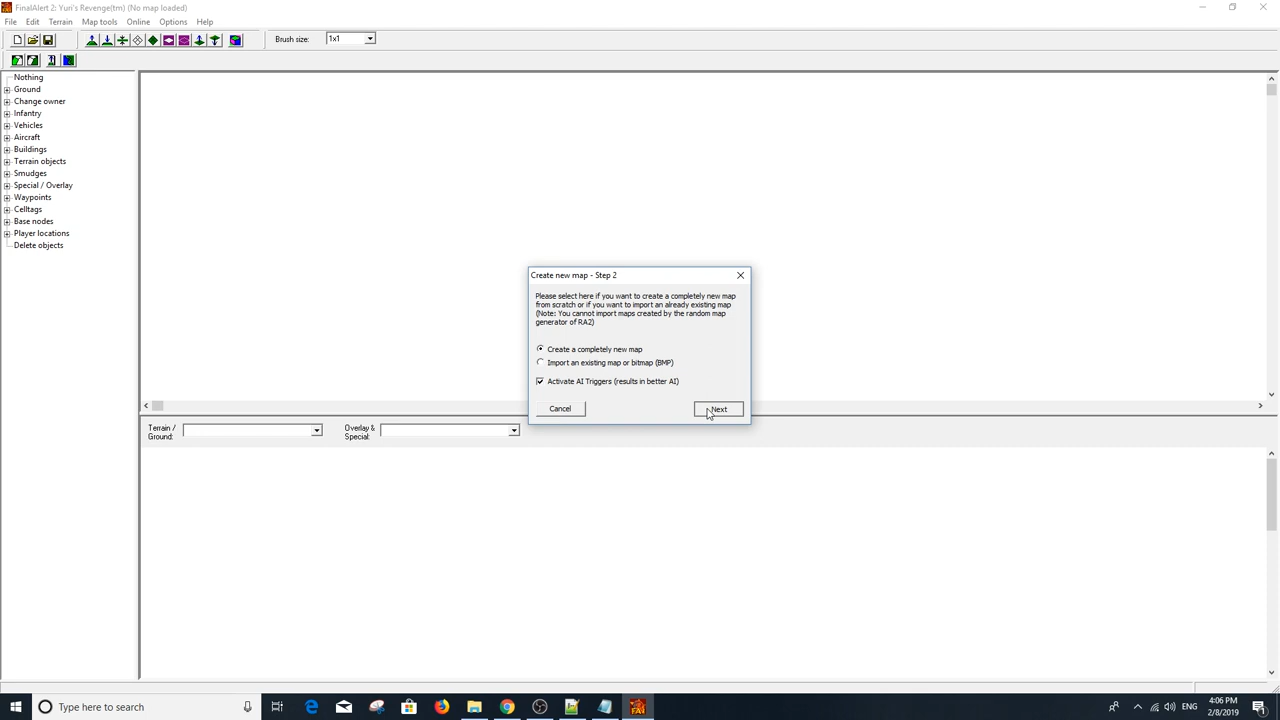 FinalAlert 2: Yuri's Revenge(tm) (No map loaded)
File Edit Terrain Map tools Online Options Help
Brush size: 1x1
Nothing
Ground
Change owner
Infantry
Vehicles
Aircraft
Buildings
Terrain objects
Smudges
Special / Overlay
Waypoints
Celltags
Base nodes
Player locations
Delete objects
Create new map - Step 2
Please select here if you want to create a completely new map
from scratch or if you want to import an already existing map
(Note: You cannot import maps created by the random map
generator of RA2)
Create a completely new map
Import an existing map or bitmap (BMP)
Activate AI Triggers (results in better AI)
Cancel Next
Terrain / Overlay &
Ground: Special:
Type here to search
ENG
4:06 PM
2/8/2019